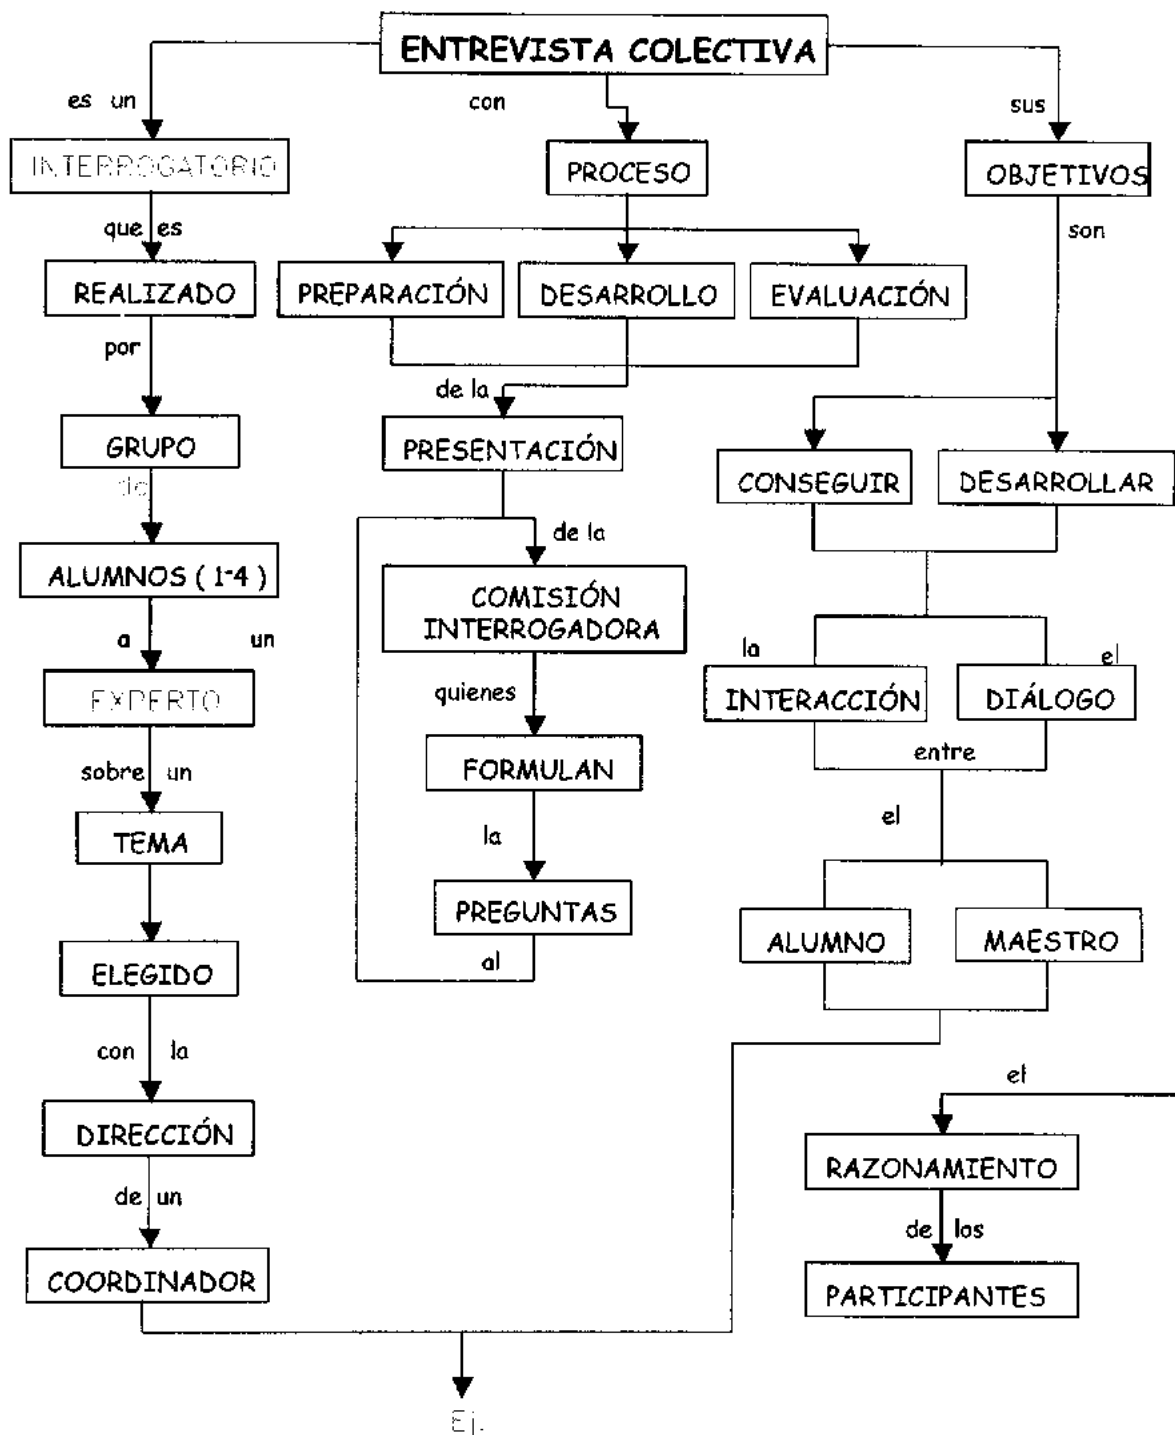 ENTREVISTA COLECTIVA
es un
con
sus
INTERROGATORIO
PROCESO
OBJETIVOS
que es
son
REALIZADO
PREPARACIÓN
DESARROLLO
EVALUACIÓN
por
de la
GRUPO
PRESENTACIÓN
CONSEGUIR
DESARROLLAR
de
de la
ALUMNOS ( 1-4 )
COMISIÓN
INTERROGADORA
a un
la
el
EXPERTO
quienes
INTERACCIÓN
DIÁLOGO
entre
sobre un
FORMULAN
el
TEMA
la
PREGUNTAS
ALUMNO
MAESTRO
ELEGIDO
al
con la
el
DIRECCIÓN
RAZONAMIENTO
de un
de los
COORDINADOR
PARTICIPANTES
Ej.